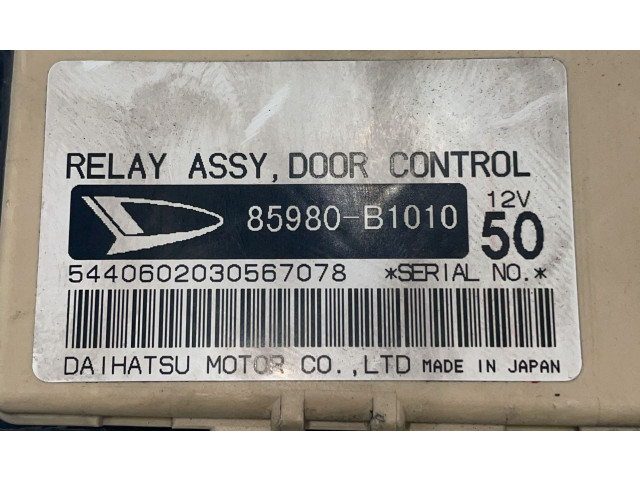 RELAY ASSY, DOOR CONTROL
85980-B1010 12V 50
5440602030567078 *SERIAL NO.*
DAIHATSU MOTOR CO.,LTD MADE IN JAPAN